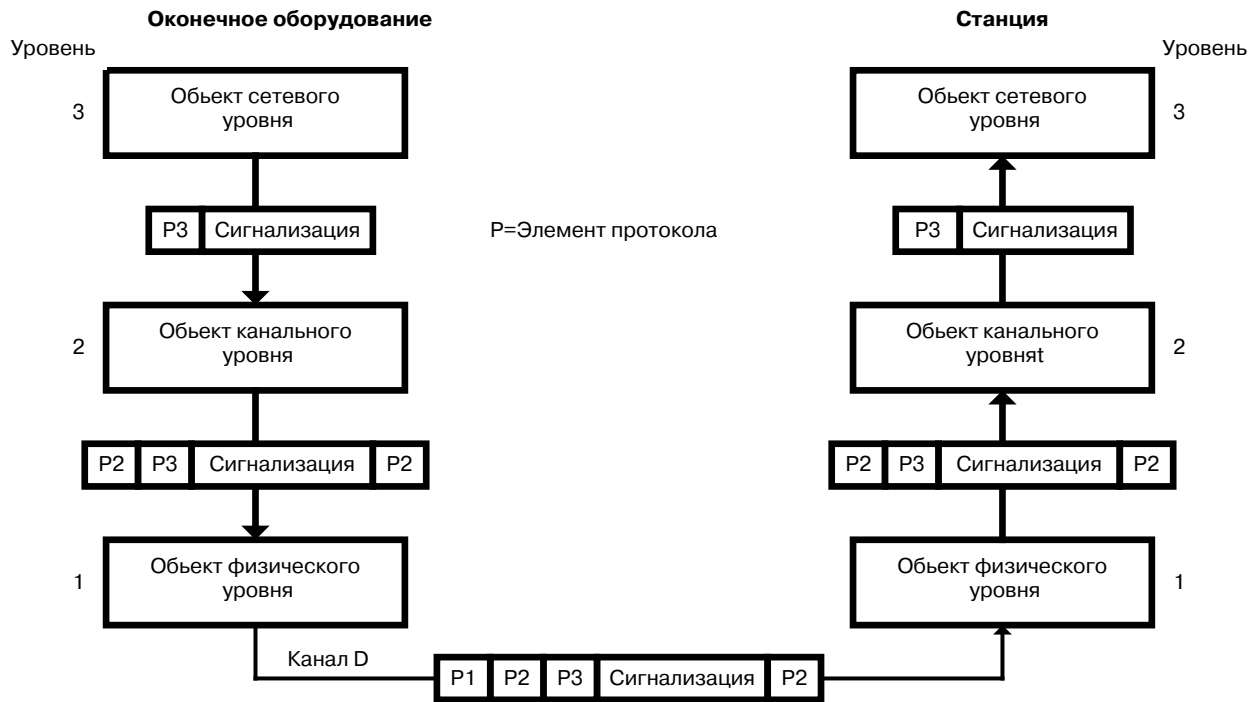 Оконечное оборудование
Станция
Уровень
Уровень
Обьект сетевого
уровня
3
Обьект сетевого
уровня
3
P3 Сигнализация
P=Элемент протокола
P3 Сигнализация
Обьект канального
уровня
2
Обьект канального
уровняt
2
P2 P3 Сигнализация P2
P2 P3 Сигнализация P2
Обьект физического
уровня
1
Обьект физического
уровня
1
Канал D
P1 P2 P3 Сигнализация P2